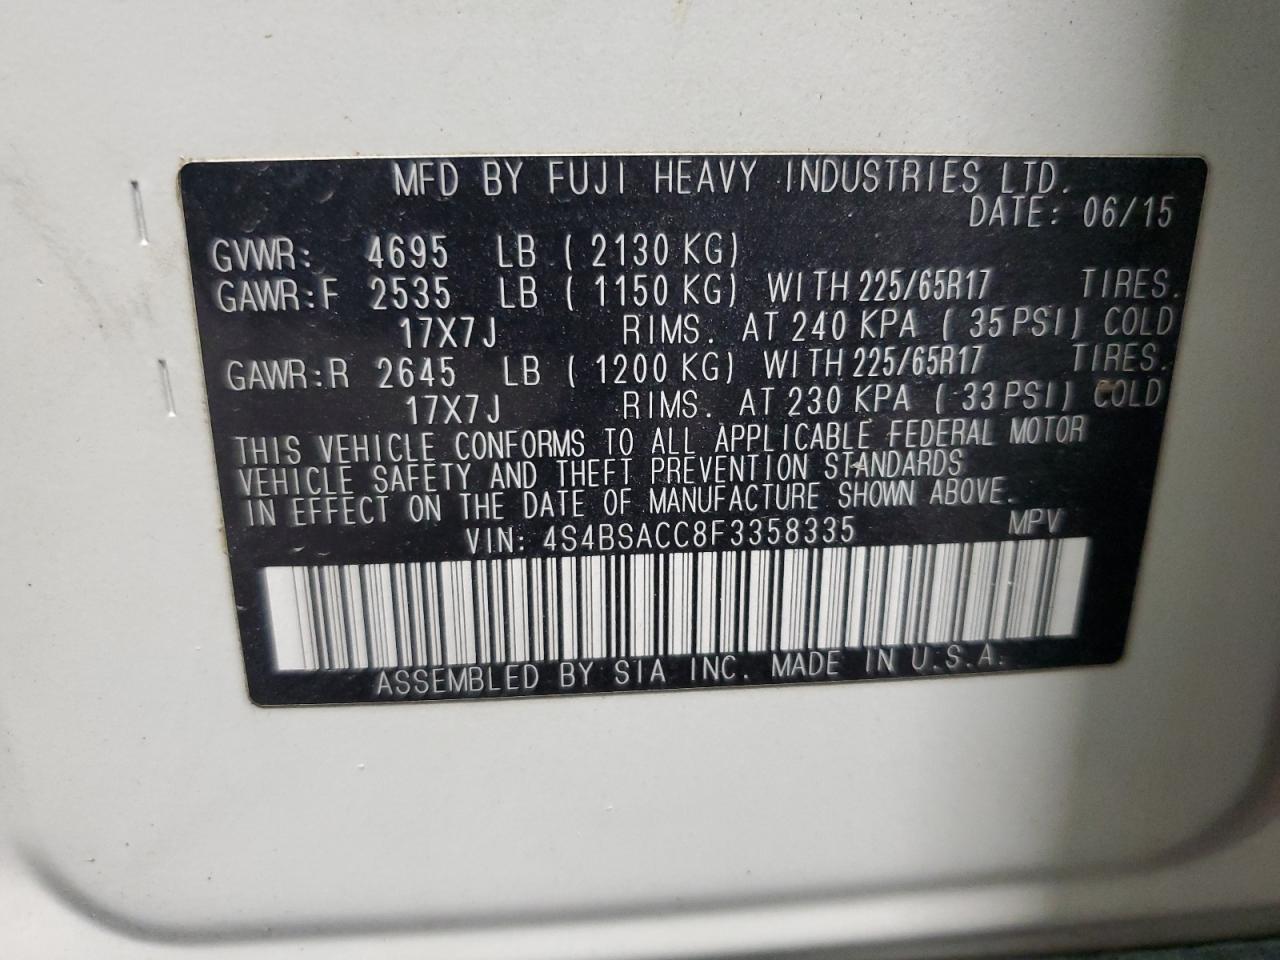 MFD BY FUJI HEAVY INDUSTRIES LTD.
DATE: 06/15
GVWR: 4695 LB ( 2130 KG)
GAWR:F 2535 LB ( 1150 KG) WITH 225/65R17 TIRES.
17X7J RIMS. AT 240 KPA ( 35 PSI) COLD
GAWR:R 2645 LB ( 1200 KG) WITH 225/65R17 TIRES.
17X7J RIMS. AT 230 KPA ( 33 PSI) COLD
THIS VEHICLE CONFORMS TO ALL APPLICABLE FEDERAL MOTOR
VEHICLE SAFETY AND THEFT PREVENTION STANDARDS
IN EFFECT ON THE DATE OF MANUFACTURE SHOWN ABOVE.
VIN: 4S4BSACC8F3358335 MPV
ASSEMBLED BY SIA INC. MADE IN U.S.A.